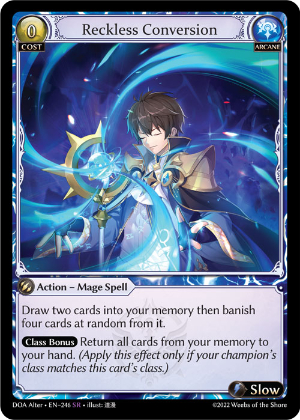 0
Reckless Conversion
COST
ARCANE
Action – Mage Spell
Draw two cards into your memory then banish
four cards at random from it.
Class Bonus Return all cards from your memory to
your hand. (Apply this effect only if your champion's
class matches this card's class.)
Slow
DOA Alter • EN-246 SR • illust: 道滿
©2022 Weebs of the Shore